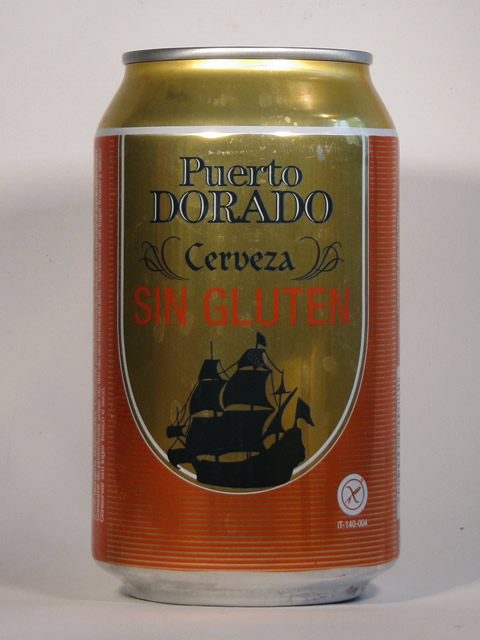 Puerto
DORADO
Cerveza
SIN GLUTEN
IT-140-004